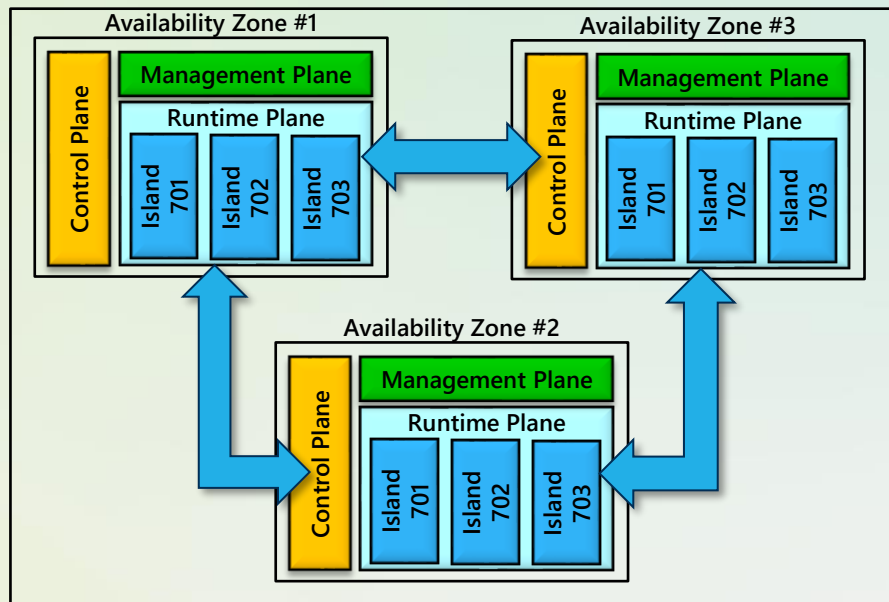 Availability Zone #1
Control Plane
Management Plane
Runtime Plane
Island
701
Island
702
Island
703
Availability Zone #3
Control Plane
Management Plane
Runtime Plane
Island
701
Island
702
Island
703
Availability Zone #2
Control Plane
Management Plane
Runtime Plane
Island
701
Island
702
Island
703